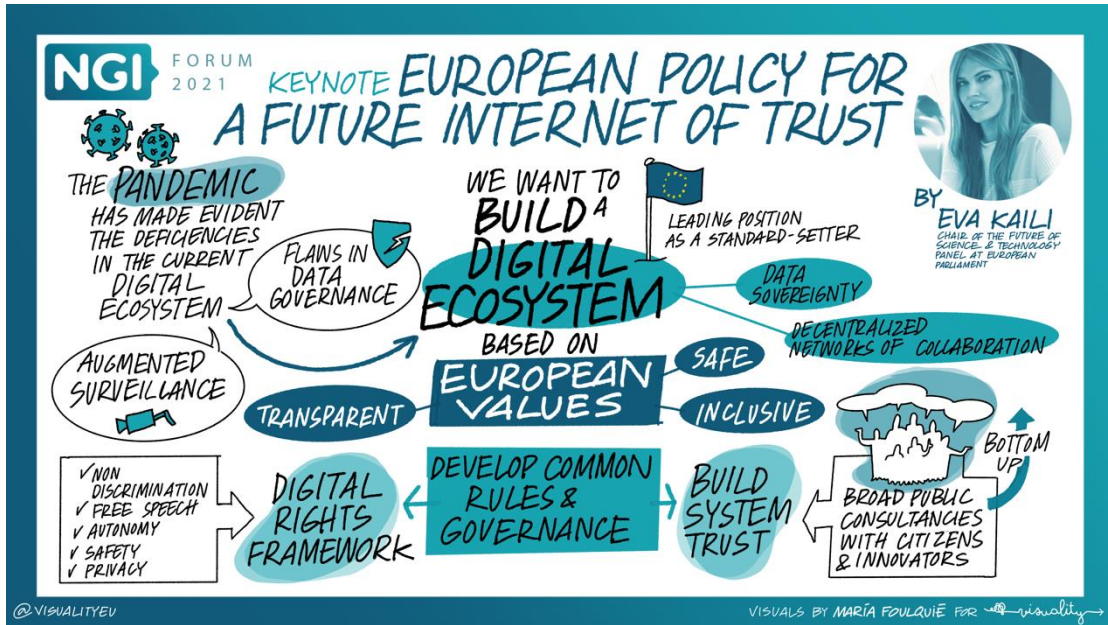 NGI
FORUM
2021
KEYNOTE EUROPEAN POLICY FOR
A FUTURE INTERNET OF TRUST
BY
EVA KAILI
CHAIR OF THE FUTURE OF
SCIENCE & TECHNOLOGY
PANEL AT EUROPEAN
PARLIAMENT
THE PANDEMIC
HAS MADE EVIDENT
THE DEFICIENCIES
IN THE CURRENT
DIGITAL
ECOSYSTEM
FLAWS IN
DATA
GOVERNANCE
AUGMENTED
SURVEILLANCE
WE WANT TO
BUILD A
DIGITAL
ECOSYSTEM
BASED ON
EUROPEAN
VALUES
LEADING POSITION
AS A STANDARD-SETTER
DATA
SOVEREIGNTY
DECENTRALIZED
NETWORKS OF COLLABORATION
TRANSPARENT
SAFE
INCLUSIVE
✓ NON
DISCRIMINATION
✓ FREE SPEECH
✓ AUTONOMY
✓ SAFETY
✓ PRIVACY
DIGITAL
RIGHTS
FRAMEWORK
DEVELOP COMMON
RULES &
GOVERNANCE
BUILD
SYSTEM
TRUST
BROAD PUBLIC
CONSULTANCIES
WITH CITIZENS
& INNOVATORS
BOTTOM
UP
@VISUALITYEU
VISUALS BY MARÍA FOULQUIÉ FOR visuality